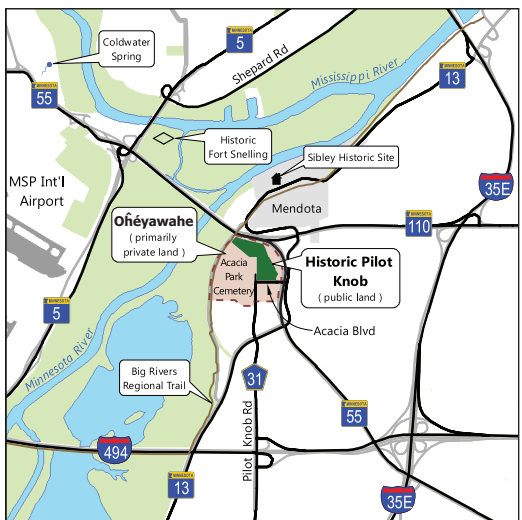 Coldwater
Spring
MINNESOTA
5
Shepard Rd
Mississippi River
MINNESOTA
13
MINNESOTA
55
Historic
Fort Snelling
Sibley Historic Site
MSP Int'l
Airport
35E
Mendota
Oȟéyawahe
( primarily
private land )
MINNESOTA
110
Acacia
Park
Cemetery
Historic Pilot
Knob
( public land )
MINNESOTA
5
Acacia Blvd
Minnesota River
Big Rivers
Regional Trail
31
MINNESOTA
55
Pilot Knob Rd
494
MINNESOTA
13
35E